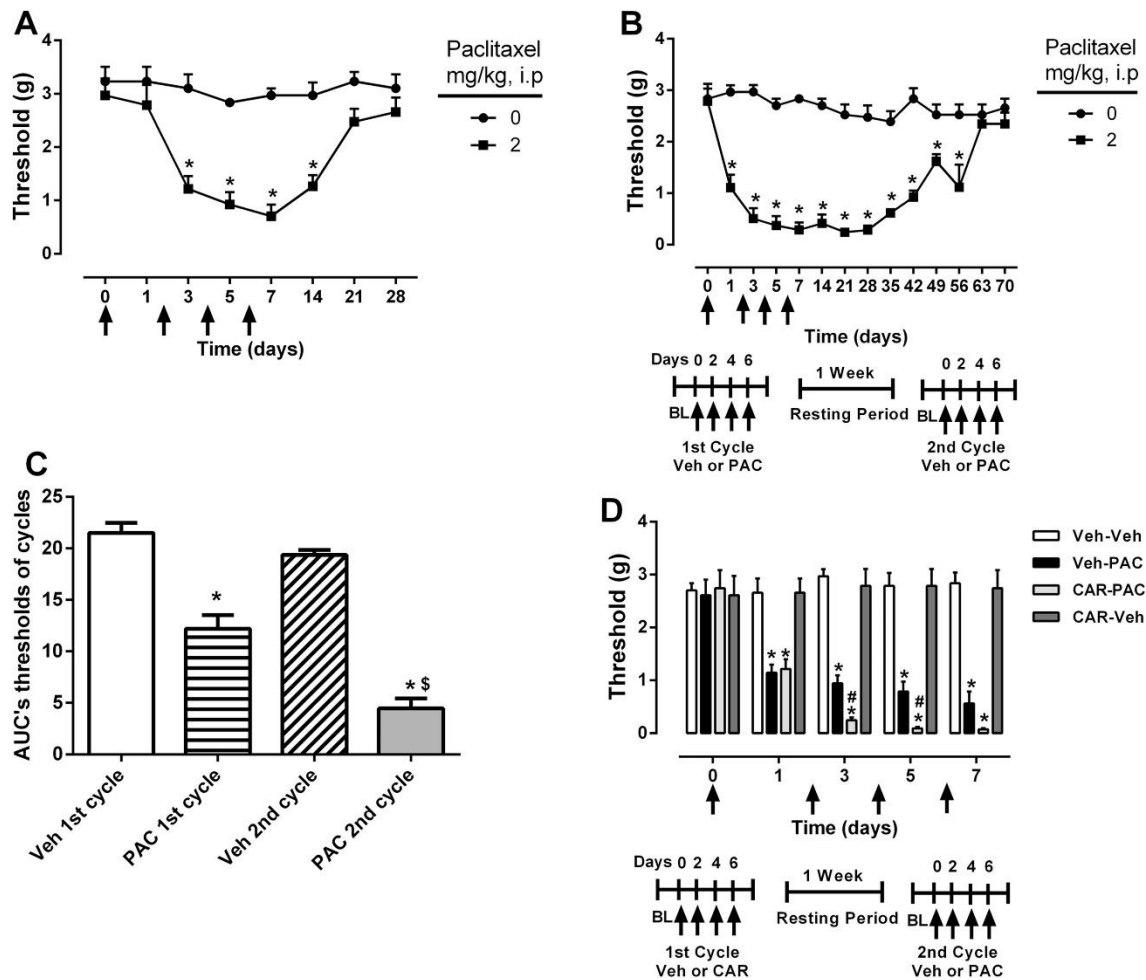 A
Paclitaxel
mg/kg, i.p
0
2
Threshold (g)
4
3
2
1
0
* * * *
0 1 3 5 7 14 21 28
Time (days)
B
Paclitaxel
mg/kg, i.p
0
2
Threshold (g)
4
3
2
1
0
* * * * * * * * * * *
0 1 3 5 7 14 21 28 35 42 49 56 63 70
Time (days)
Days 0 2 4 6
BL
1st Cycle
Veh or PAC
1 Week
Resting Period
0 2 4 6
BL
2nd Cycle
Veh or PAC
C
AUC's thresholds of cycles
25
20
15
10
5
0
*
* $
Veh 1st cycle
PAC 1st cycle
Veh 2nd cycle
PAC 2nd cycle
D
Veh-Veh
Veh-PAC
CAR-PAC
CAR-Veh
Threshold (g)
4
3
2
1
0
* * * # * * # * * *
0 1 3 5 7
Time (days)
Days 0 2 4 6
BL
1st Cycle
Veh or CAR
1 Week
Resting Period
0 2 4 6
BL
2nd Cycle
Veh or PAC